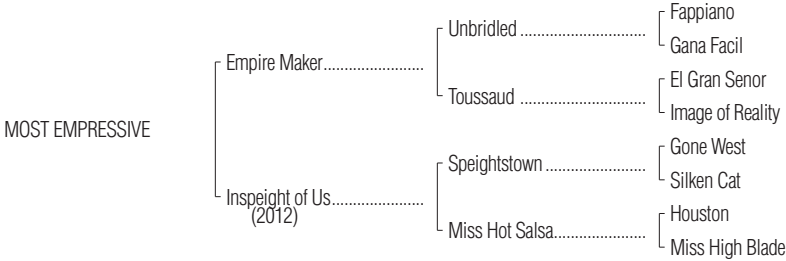 Fappiano
Unbridled ..............................
Gana Facil
Empire Maker........................
El Gran Senor
Toussaud ..............................
Image of Reality
MOST EMPRESSIVE
Gone West
Speightstown ........................
Silken Cat
Inspeight of Us......................
(2012)
Houston
Miss Hot Salsa......................
Miss High Blade